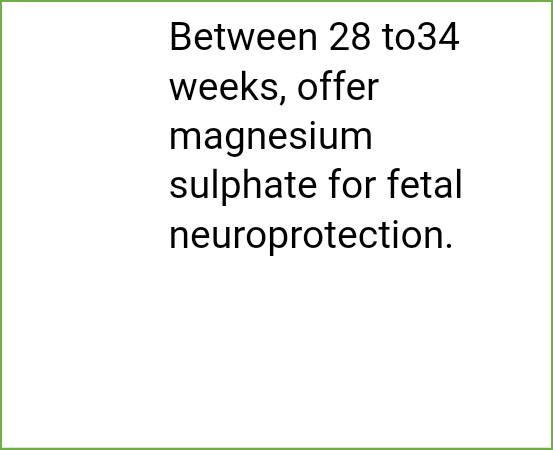 Between 28 to34
weeks, offer
magnesium
sulphate for fetal
neuroprotection.